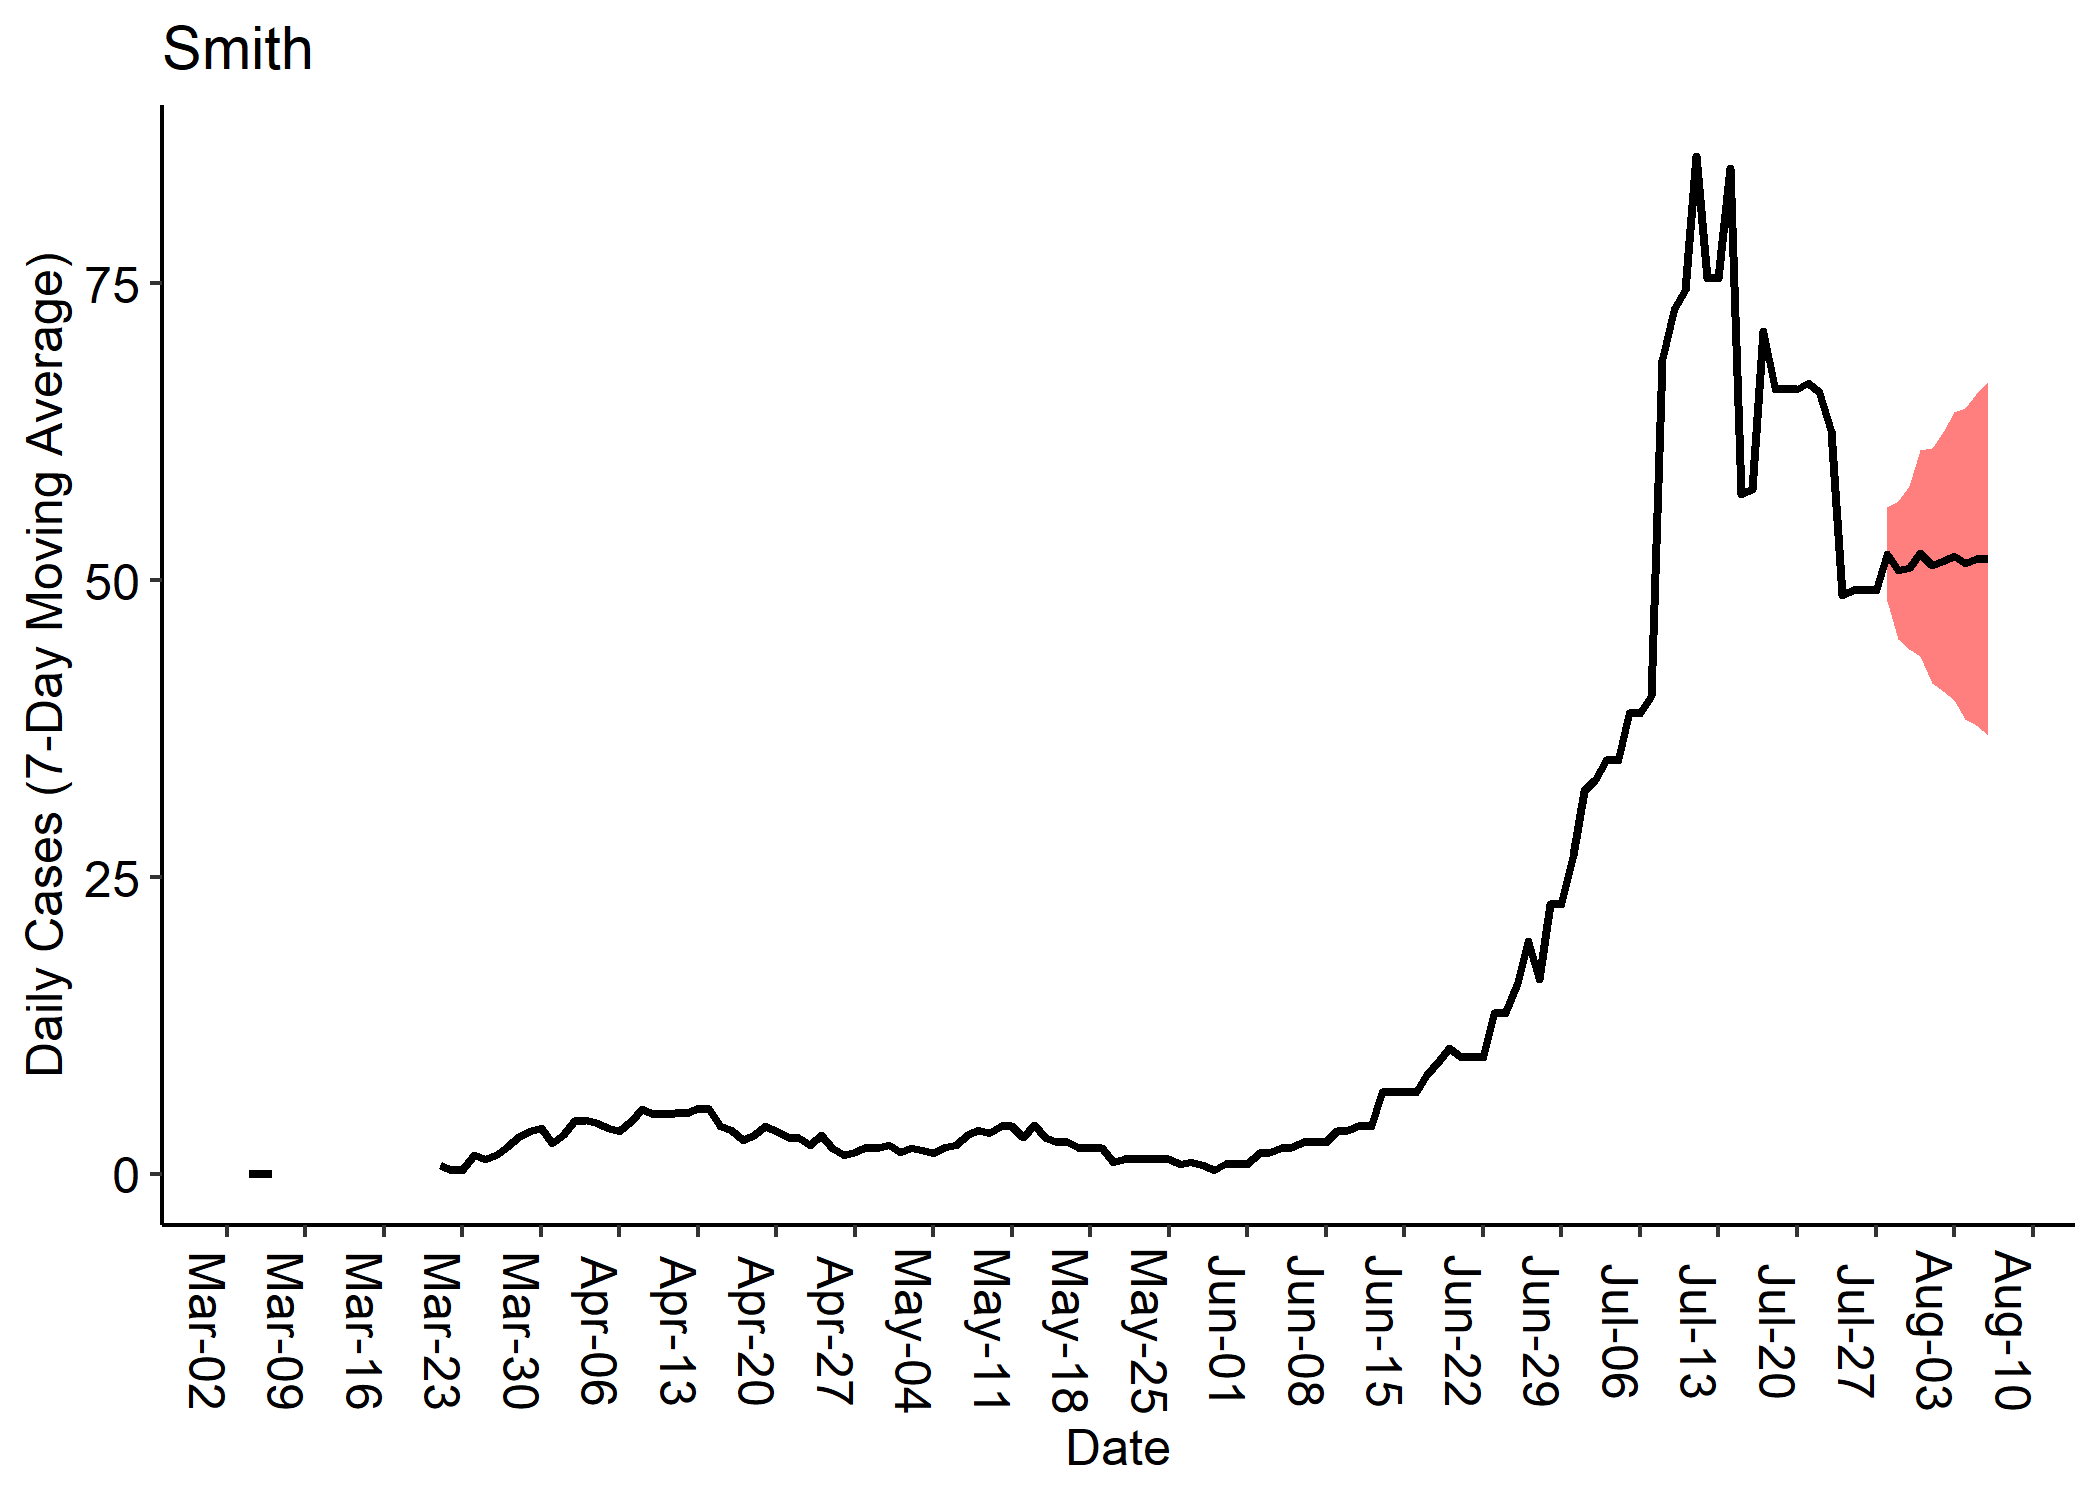 Smith
Daily Cases (7-Day Moving Average)
75
50
25
0
Mar-02
Mar-09
Mar-16
Mar-23
Mar-30
Apr-06
Apr-13
Apr-20
Apr-27
May-04
May-11
May-18
May-25
Jun-01
Jun-08
Jun-15
Jun-22
Jun-29
Jul-06
Jul-13
Jul-20
Jul-27
Aug-03
Aug-10
Date